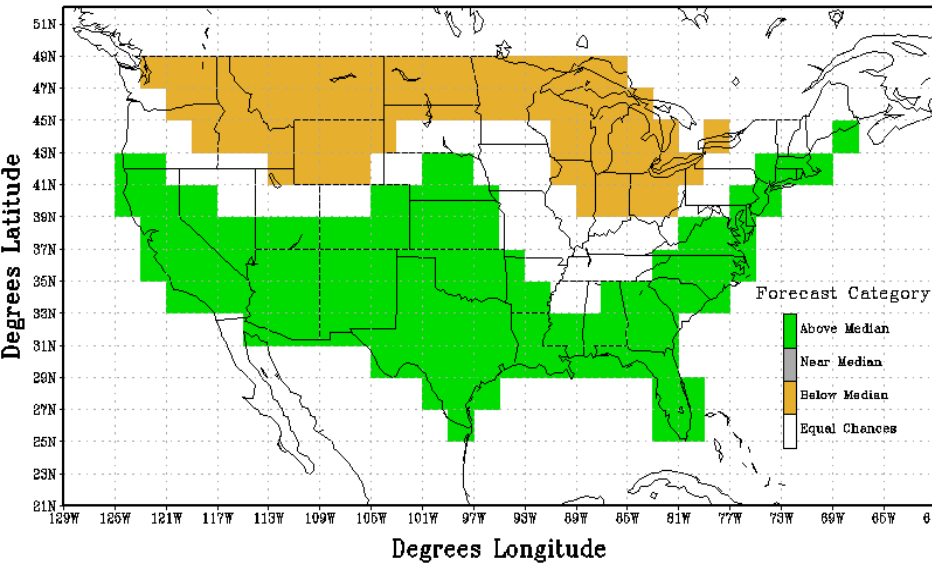 51N
49N
47N
45N
43N
41N
39N
37N
35N
33N
31N
29N
27N
25N
23N
21N
Degrees Latitude
Forecast Category
Above Median
Near Median
Below Median
Equal Chances
129W 125W 121W 117W 113W 109W 105W 101W 97W 93W 89W 85W 81W 77W 73W 69W 65W 6
Degrees Longitude